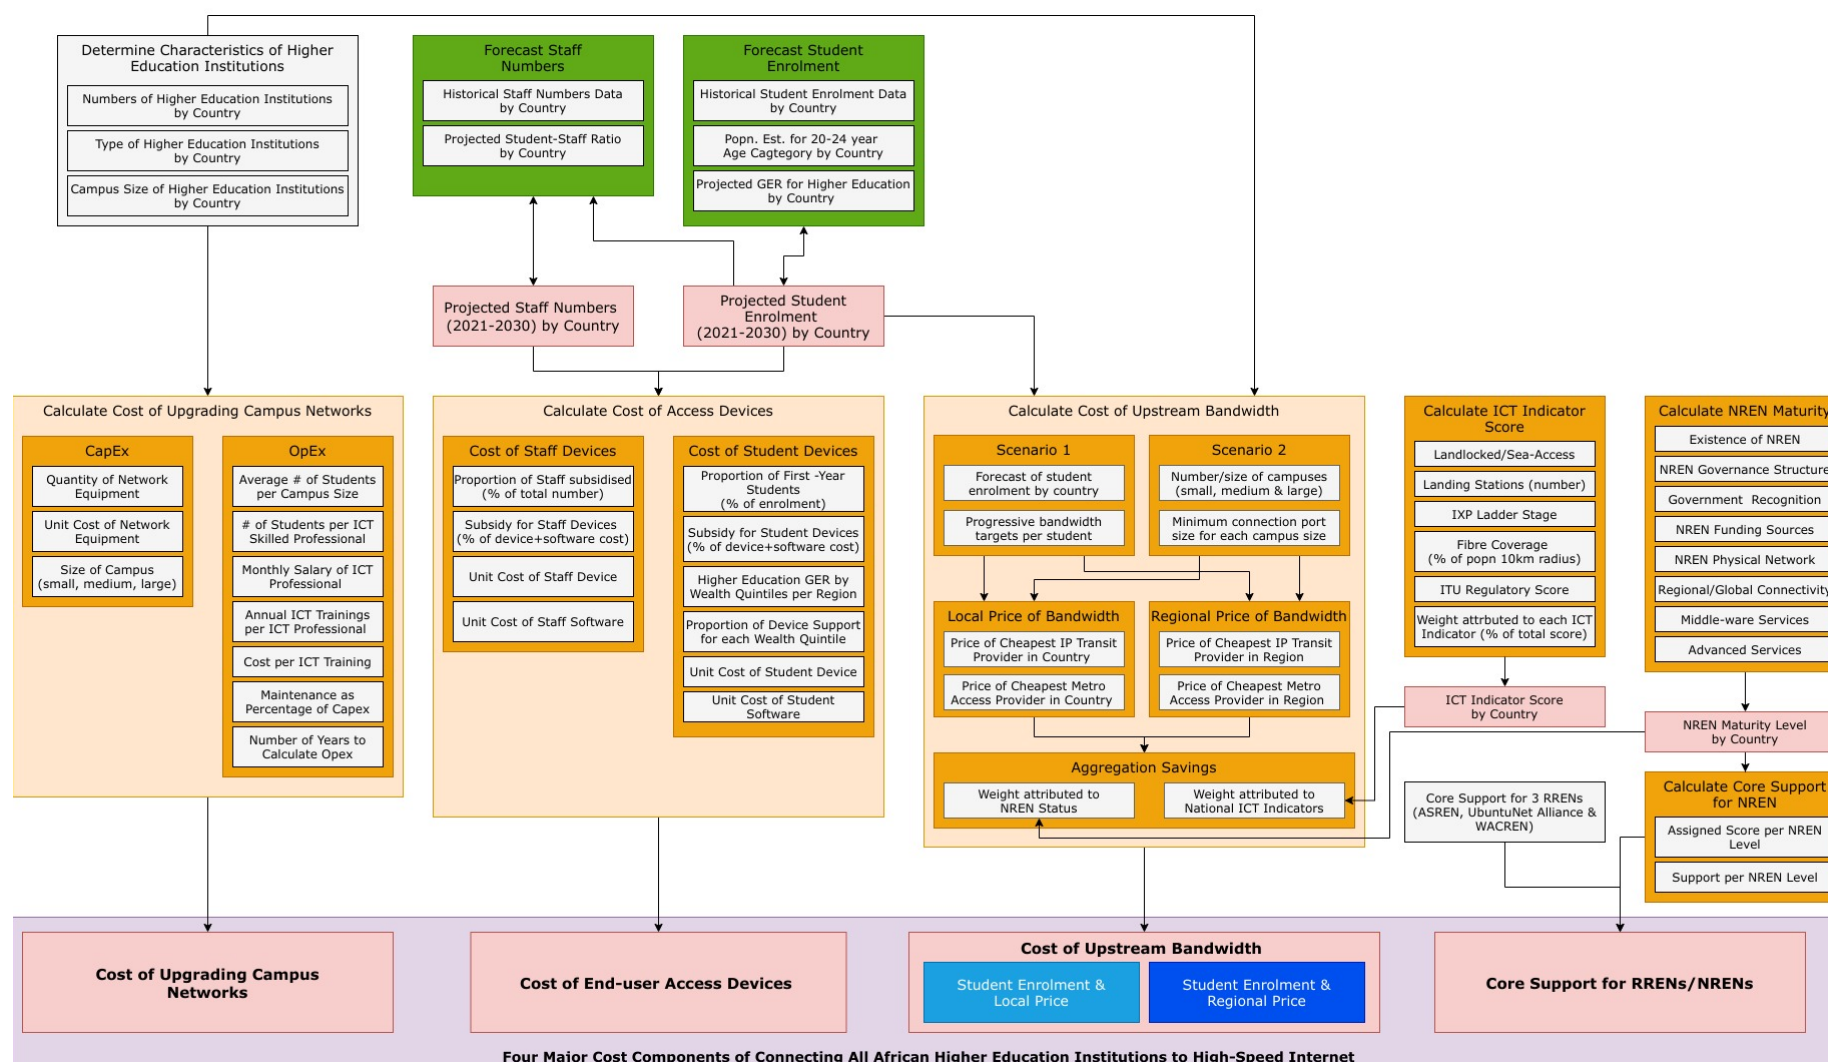 Determine Characteristics of Higher
Education Institutions
Numbers of Higher Education Institutions
by Country
Type of Higher Education Institutions
by Country
Campus Size of Higher Education Institutions
by Country
Forecast Staff
Numbers
Historical Staff Numbers Data
by Country
Projected Student-Staff Ratio
by Country
Forecast Student
Enrolment
Historical Student Enrolment Data
by Country
Popn. Est. for 20-24 year
Age Cagtegory by Country
Projected GER for Higher Education
by Country
Projected Staff Numbers
(2021-2030) by Country
Projected Student
Enrolment
(2021-2030) by Country
Calculate Cost of Upgrading Campus Networks
CapEx
Quantity of Network
Equipment
Unit Cost of Network
Equipment
Size of Campus
(small, medium, large)
OpEx
Average # of Students
per Campus Size
# of Students per ICT
Skilled Professional
Monthly Salary of ICT
Professional
Annual ICT Trainings
per ICT Professional
Cost per ICT Training
Maintenance as
Percentage of Capex
Number of Years to
Calculate Opex
Calculate Cost of Access Devices
Cost of Staff Devices
Proportion of Staff subsidised
(% of total number)
Subsidy for Staff Devices
(% of device+software cost)
Unit Cost of Staff Device
Unit Cost of Staff Software
Cost of Student Devices
Proportion of First -Year
Students
(% of enrolment)
Subsidy for Student Devices
(% of device+software cost)
Higher Education GER by
Wealth Quintiles per Region
Proportion of Device Support
for each Wealth Quintile
Unit Cost of Student Device
Unit Cost of Student
Software
Calculate Cost of Upstream Bandwidth
Scenario 1
Forecast of student
enrolment by country
Progressive bandwidth
targets per student
Scenario 2
Number/size of campuses
(small, medium & large)
Minimum connection port
size for each campus size
Local Price of Bandwidth
Price of Cheapest IP Transit
Provider in Country
Price of Cheapest Metro
Access Provider in Country
Regional Price of Bandwidth
Price of Cheapest IP Transit
Provider in Region
Price of Cheapest Metro
Access Provider in Region
Aggregation Savings
Weight attributed to
NREN Status
Weight attributed to
National ICT Indicators
Calculate ICT Indicator
Score
Landlocked/Sea-Access
Landing Stations (number)
IXP Ladder Stage
Fibre Coverage
(% of popn 10km radius)
ITU Regulatory Score
Weight attrbuted to each ICT
Indicator (% of total score)
ICT Indicator Score
by Country
Calculate NREN Maturity
Existence of NREN
NREN Governance Structure
Government  Recognition
NREN Funding Sources
NREN Physical Network
Regional/Global Connectivity
Middle-ware Services
Advanced Services
NREN Maturity Level
by Country
Core Support for 3 RRENs
(ASREN, UbuntuNet Alliance &
WACREN)
Calculate Core Support
for NREN
Assigned Score per NREN
Level
Support per NREN Level
Cost of Upgrading Campus
Networks
Cost of End-user Access Devices
Cost of Upstream Bandwidth
Student Enrolment &
Local Price
Student Enrolment &
Regional Price
Core Support for RRENs/NRENs
Four Major Cost Components of Connecting All African Higher Education Institutions to High-Speed Internet